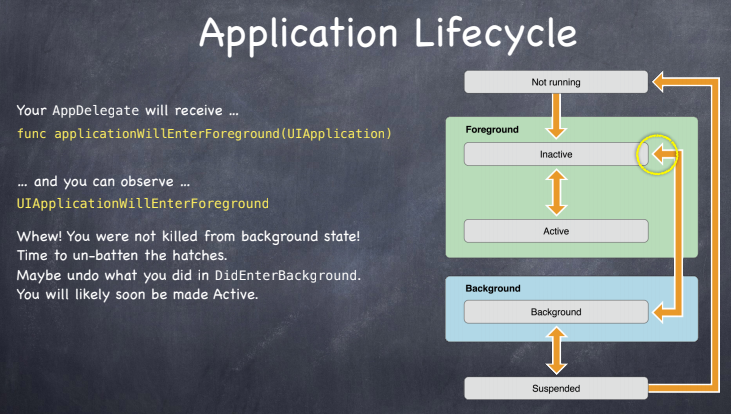 Application Lifecycle
Your AppDelegate will receive …
func applicationWillEnterForeground(UIApplication)
… and you can observe …
UIApplicationWillEnterForeground
Whew! You were not killed from background state!
Time to un-batten the hatches.
Maybe undo what you did in DidEnterBackground.
You will likely soon be made Active.
Not running
Foreground
Inactive
Active
Background
Background
Suspended